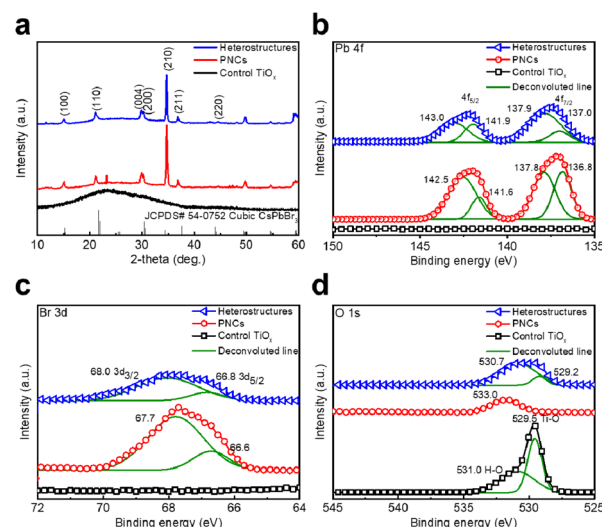 a
Heterostructures
PNCs
Control TiOₓ
(100)
(110)
(004)
(200)
(210)
(211)
(220)
JCPDS# 54-0752 Cubic CsPbBr₃
Intensity (a.u.)
10 20 30 40 50 60
2-theta (deg.)
b
Pb 4f
Heterostructures
PNCs
Control TiOₓ
Deconvoluted line
4f₅/₂
4f₇/₂
143.0
141.9
137.9
137.0
142.5
141.6
137.8
136.8
Intensity (a.u.)
150 145 140 135
Binding energy (eV)
c
Br 3d
Heterostructures
PNCs
Control TiOₓ
Deconvoluted line
68.0 3d₃/₂
66.8 3d₅/₂
67.7
66.6
Intensity (a.u.)
72 70 68 66 64
Binding energy (eV)
d
O 1s
Heterostructures
PNCs
Control TiOₓ
Deconvoluted line
530.7
529.2
533.0
529.5 Ti-O
531.0 H-O
Intensity (a.u.)
545 540 535 530 525
Binding energy (eV)